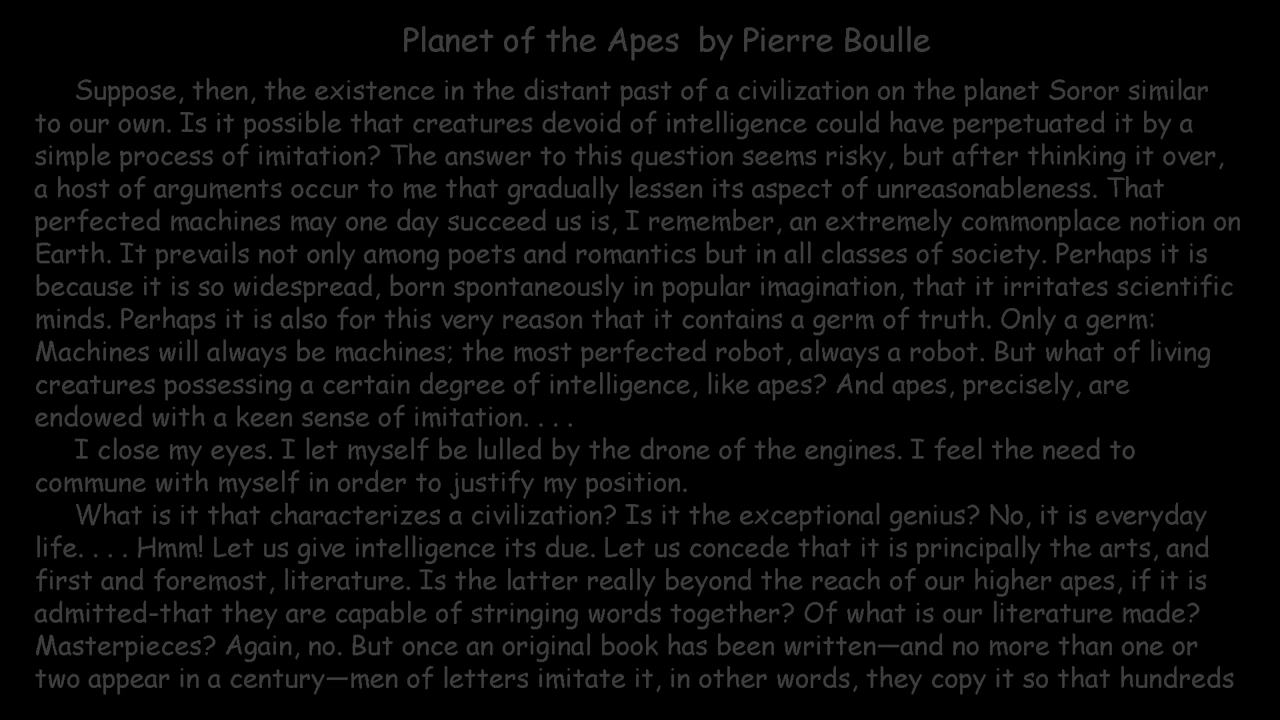 Planet of the Apes by Pierre Boulle
Suppose, then, the existence in the distant past of a civilization on the planet Soror similar
to our own. Is it possible that creatures devoid of intelligence could have perpetuated it by a
simple process of imitation? The answer to this question seems risky, but after thinking it over,
a host of arguments occur to me that gradually lessen its aspect of unreasonableness. That
perfected machines may one day succeed us is, I remember, an extremely commonplace notion on
Earth. It prevails not only among poets and romantics but in all classes of society. Perhaps it is
because it is so widespread, born spontaneously in popular imagination, that it irritates scientific
minds. Perhaps it is also for this very reason that it contains a germ of truth. Only a germ:
Machines will always be machines; the most perfected robot, always a robot. But what of living
creatures possessing a certain degree of intelligence, like apes? And apes, precisely, are
endowed with a keen sense of imitation. . . .
I close my eyes. I let myself be lulled by the drone of the engines. I feel the need to
commune with myself in order to justify my position.
What is it that characterizes a civilization? Is it the exceptional genius? No, it is everyday
life. . . . Hmm! Let us give intelligence its due. Let us concede that it is principally the arts, and
first and foremost, literature. Is the latter really beyond the reach of our higher apes, if it is
admitted-that they are capable of stringing words together? Of what is our literature made?
Masterpieces? Again, no. But once an original book has been written—and no more than one or
two appear in a century—men of letters imitate it, in other words, they copy it so that hundreds